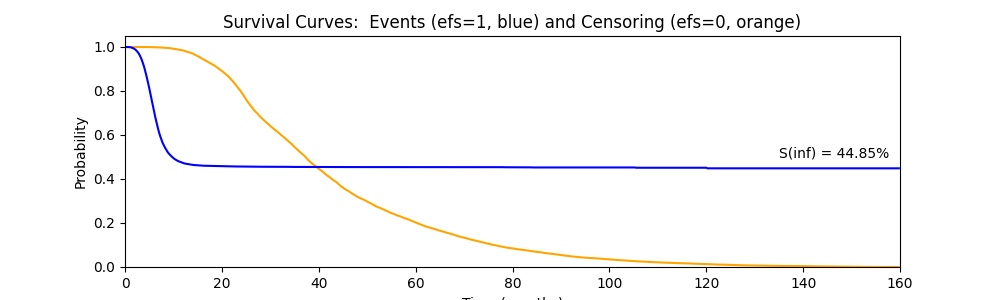 Survival Curves:  Events (efs=1, blue) and Censoring (efs=0, orange)
Probability
1.0
0.8
0.6
0.4
0.2
0.0
S(inf) = 44.85%
0 20 40 60 80 100 120 140 160